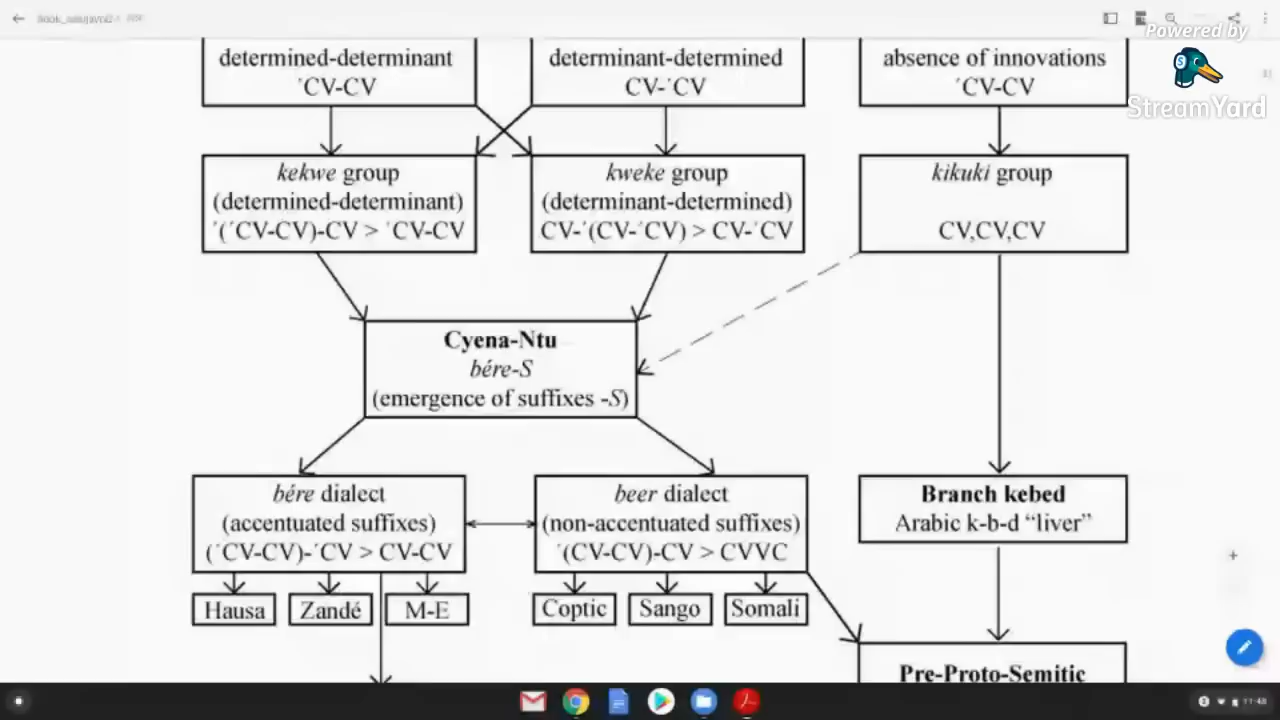 Powered by
StreamYard
determined-determinant
´CV-CV
determinant-determined
CV-´CV
absence of innovations
´CV-CV
kekwe group
(determined-determinant)
´(´CV-CV)-CV > ´CV-CV
kweke group
(determinant-determined)
CV-´(CV-´CV) > CV-´CV
kikuki group
CV,CV,CV
Cyena-Ntu
bére-S
(emergence of suffixes -S)
bére dialect
(accentuated suffixes)
(´CV-CV)-´CV > CV-CV
beer dialect
(non-accentuated suffixes)
´(CV-CV)-CV > CVVC
Branch kebed
Arabic k-b-d “liver”
Hausa
Zandé
M-E
Coptic
Sango
Somali
Pre-Proto-Semitic
11:48